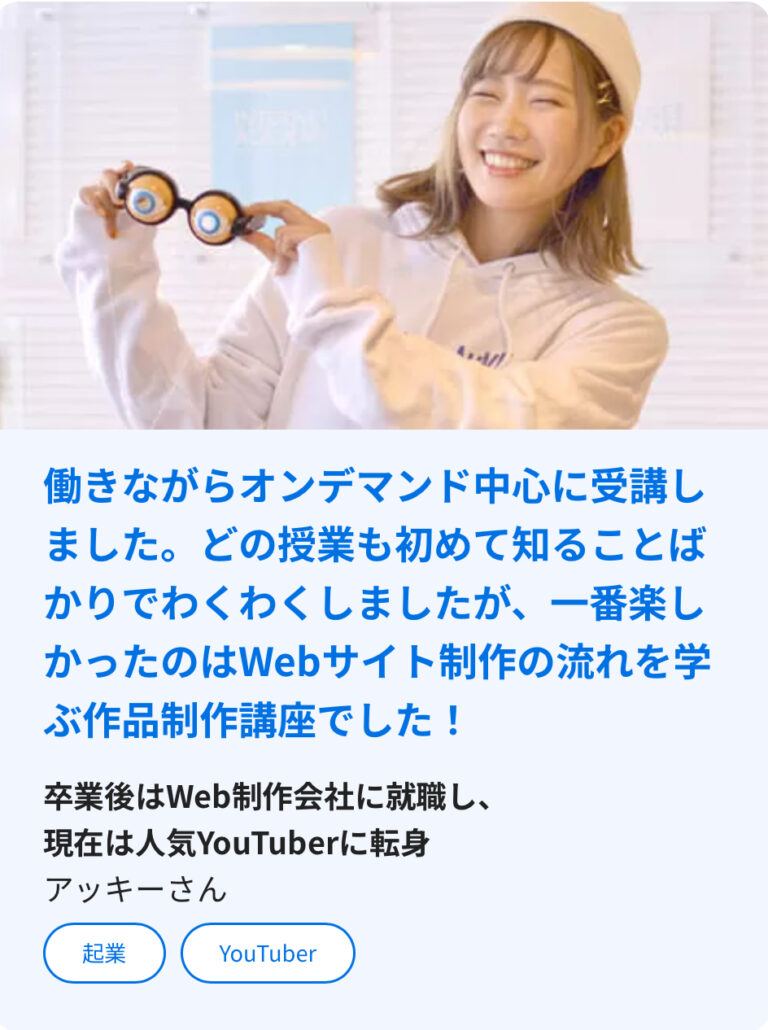 働きながらオンデマンド中心に受講し
ました。どの授業も初めて知ることば
かりでわくわくしましたが、一番楽し
かったのはWebサイト制作の流れを学
ぶ作品制作講座でした！
卒業後はWeb制作会社に就職し、
現在は人気YouTuberに転身
アッキーさん
起業
YouTuber